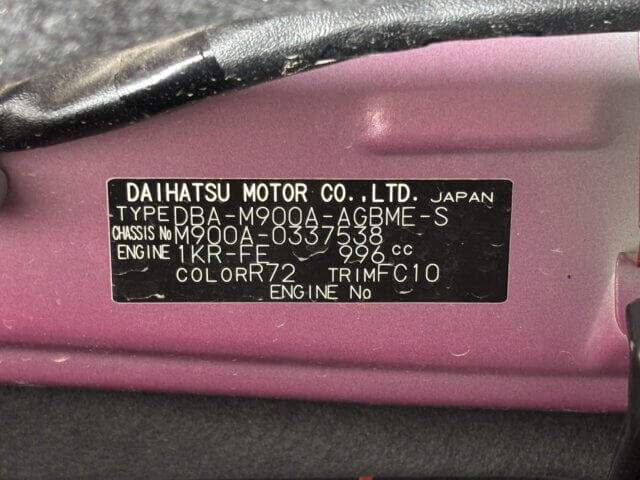 DAIHATSU MOTOR CO.,LTD. JAPAN
TYPE DBA-M900A-AGBME-S
CHASSIS No M900A-0337538
ENGINE 1KR-FE 996 cc
COLOR R72 TRIM FC10
ENGINE No